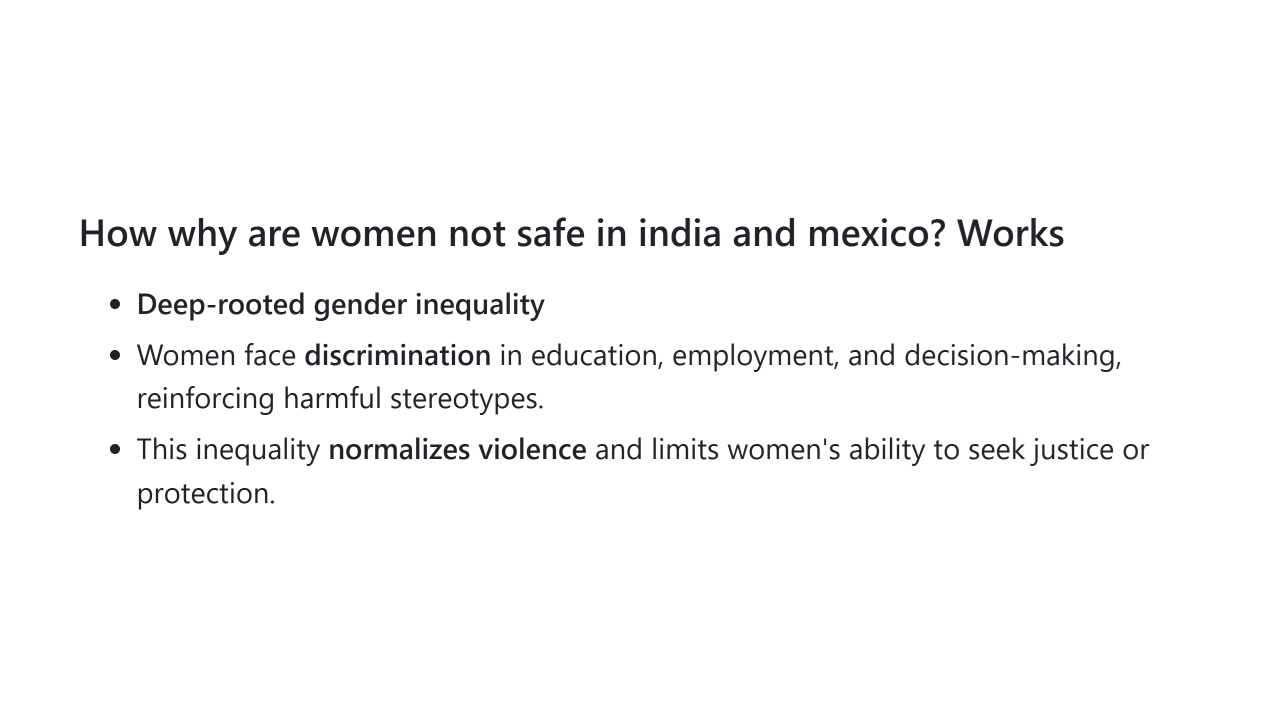 How why are women not safe in india and mexico? Works
• Deep-rooted gender inequality
• Women face discrimination in education, employment, and decision-making,
reinforcing harmful stereotypes.
• This inequality normalizes violence and limits women's ability to seek justice or
protection.